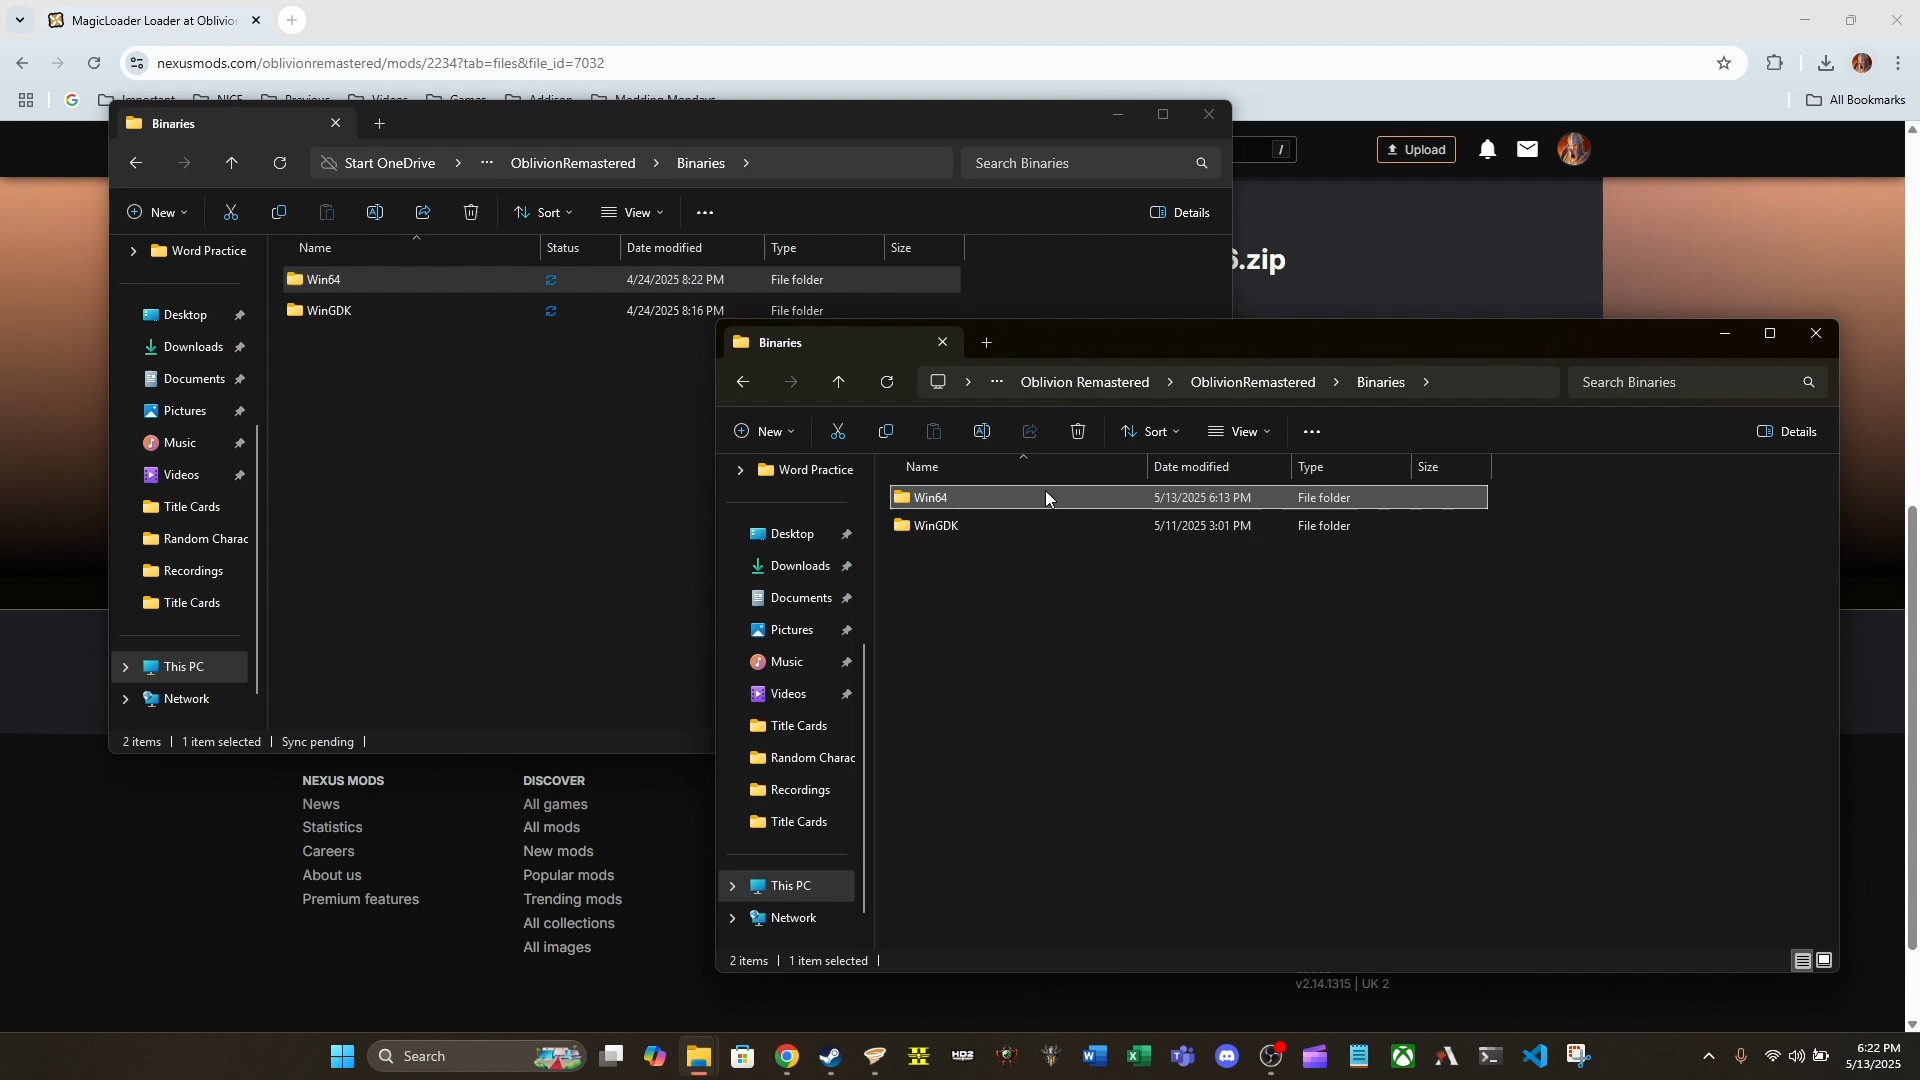 MagicLoader Loader at Oblivion
nexusmods.com/oblivionremastered/mods/2234?tab=files&file_id=7032
All Bookmarks
Upload
/
6.zip
Binaries
Start OneDrive > ... OblivionRemastered > Binaries >
Search Binaries
New
Sort
View
Details
Name Status Date modified Type Size
Win64 4/24/2025 8:22 PM File folder
WinGDK 4/24/2025 8:16 PM File folder
Word Practice
Desktop
Downloads
Documents
Pictures
Music
Videos
Title Cards
Random Charac
Recordings
Title Cards
This PC
Network
2 items | 1 item selected | Sync pending |
Binaries
> ... Oblivion Remastered > OblivionRemastered > Binaries >
Search Binaries
New
Sort
View
Details
Name Date modified Type Size
Win64 5/13/2025 6:13 PM File folder
WinGDK 5/11/2025 3:01 PM File folder
Word Practice
Desktop
Downloads
Documents
Pictures
Music
Videos
Title Cards
Random Charac
Recordings
Title Cards
This PC
Network
2 items | 1 item selected |
NEXUS MODS
News
Statistics
Careers
About us
Premium features
DISCOVER
All games
All mods
New mods
Popular mods
Trending mods
All collections
All images
v2.14.1315 | UK 2
Search
HD2
6:22 PM
5/13/2025